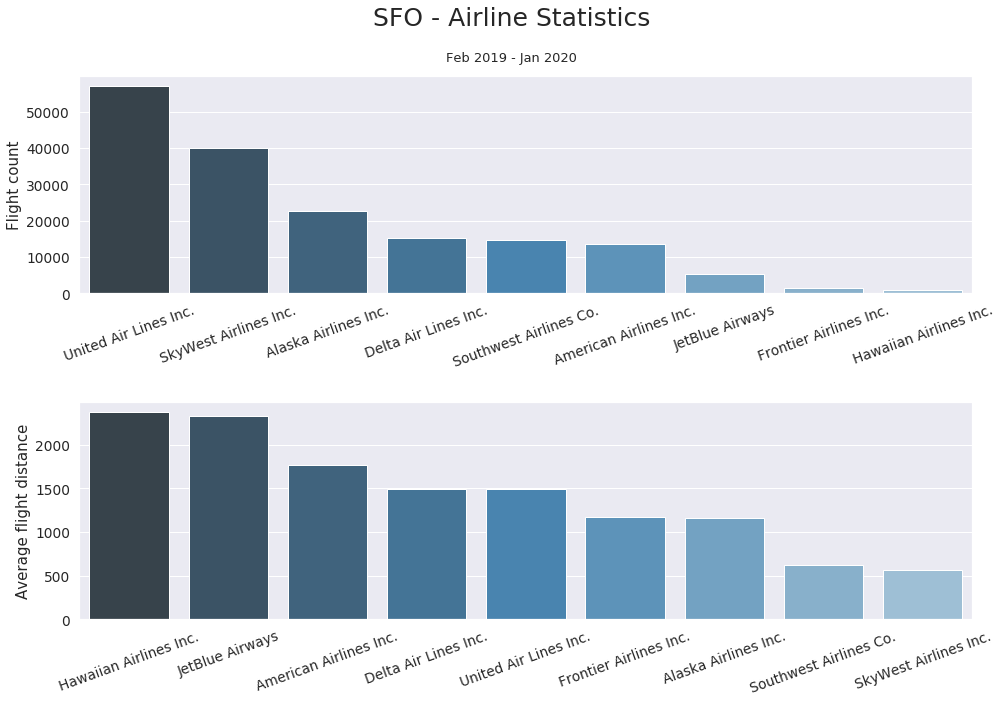 SFO - Airline Statistics
Feb 2019 - Jan 2020
Flight count
50000
40000
30000
20000
10000
0
United Air Lines Inc.
SkyWest Airlines Inc.
Alaska Airlines Inc.
Delta Air Lines Inc.
Southwest Airlines Co.
American Airlines Inc.
JetBlue Airways
Frontier Airlines Inc.
Hawaiian Airlines Inc.
Average flight distance
2000
1500
1000
500
0
Hawaiian Airlines Inc.
JetBlue Airways
American Airlines Inc.
Delta Air Lines Inc.
United Air Lines Inc.
Frontier Airlines Inc.
Alaska Airlines Inc.
Southwest Airlines Co.
SkyWest Airlines Inc.